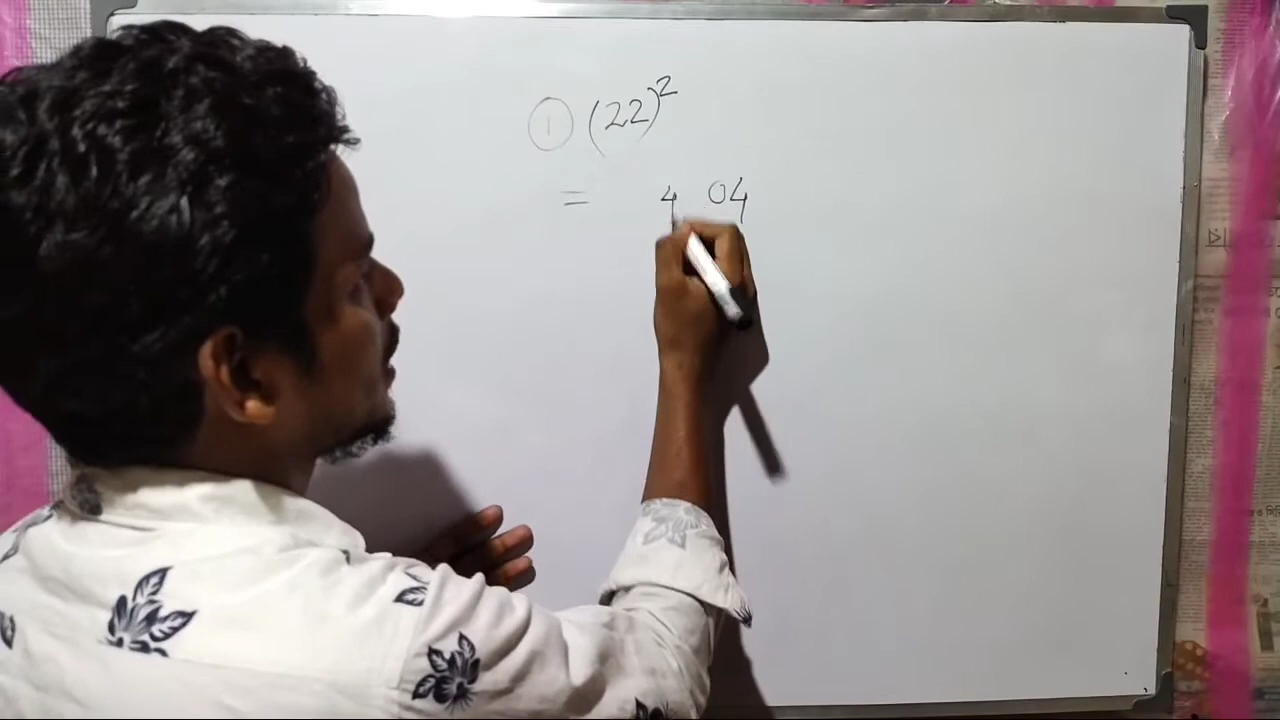 ① (22)²
= 4 04